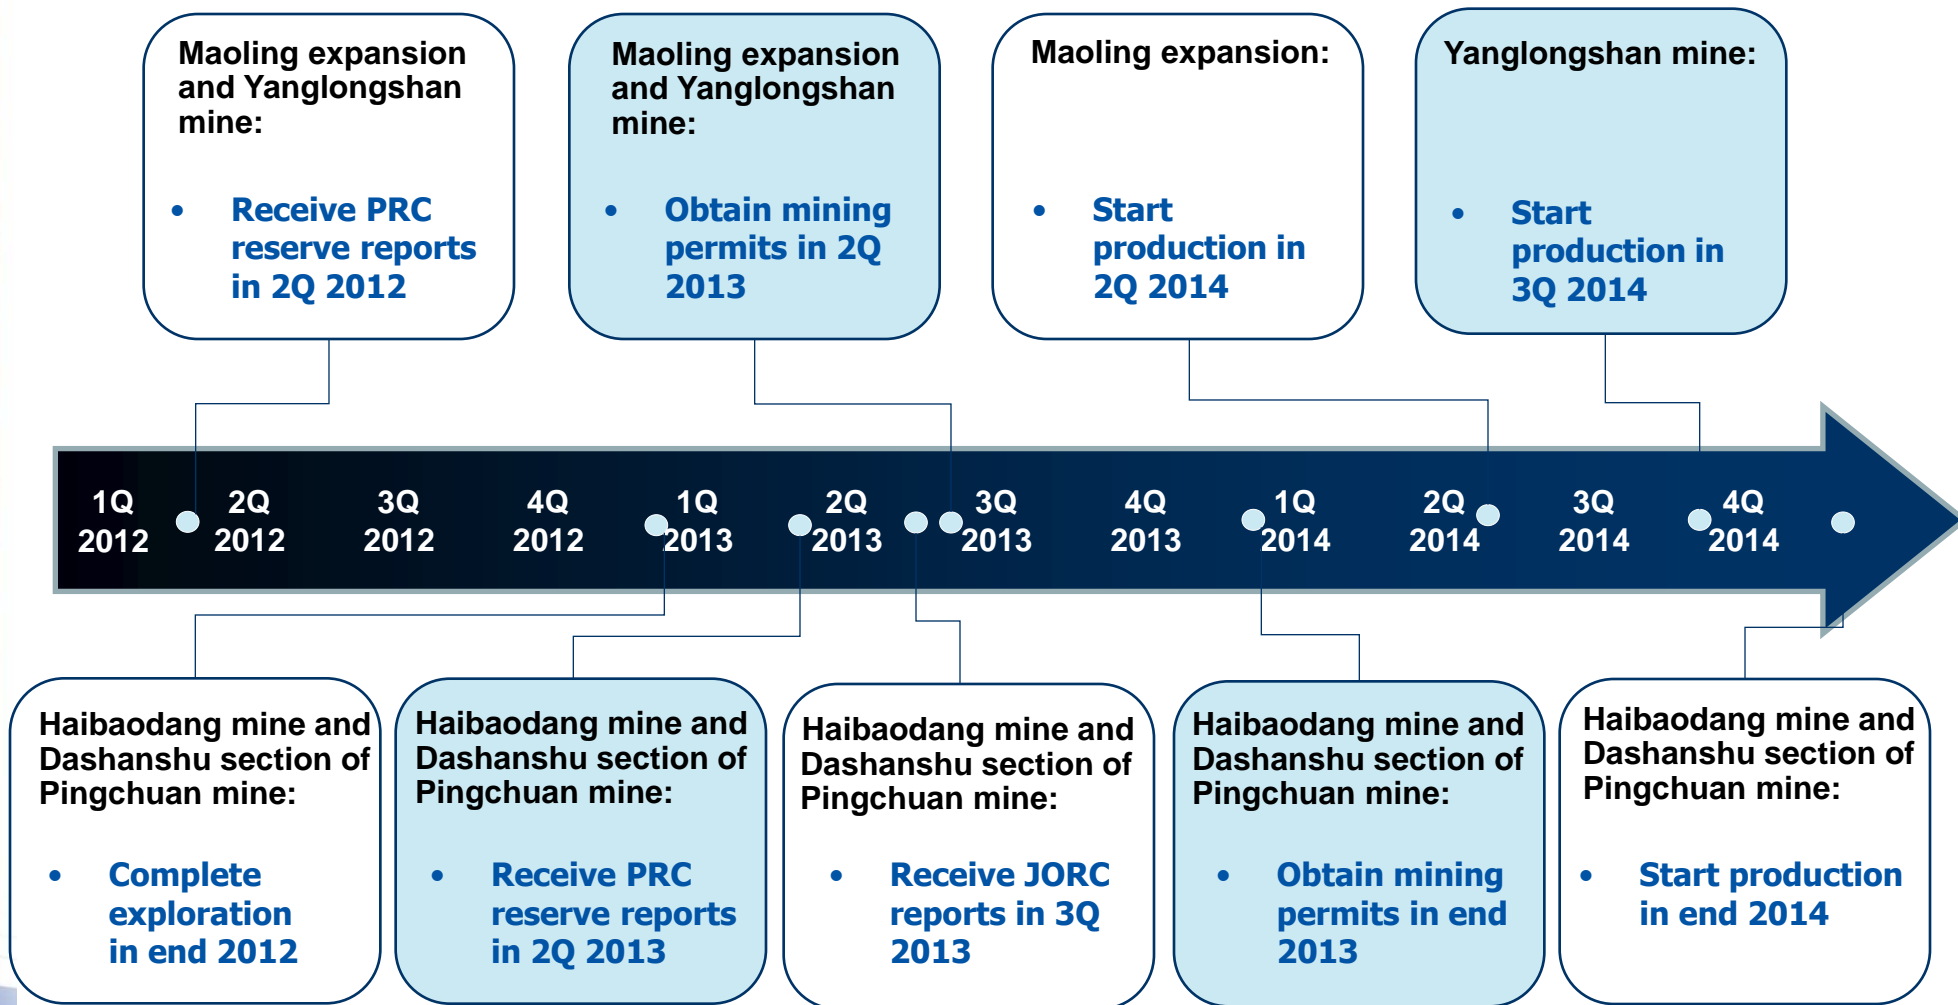 Maoling expansion
and Yanglongshan
mine:
• Receive PRC
reserve reports
in 2Q 2012
Maoling expansion
and Yanglongshan
mine:
• Obtain mining
permits in 2Q
2013
Maoling expansion:
• Start
production in
2Q 2014
Yanglongshan mine:
• Start
production in
3Q 2014
1Q
2012
2Q
2012
3Q
2012
4Q
2012
1Q
2013
2Q
2013
3Q
2013
4Q
2013
1Q
2014
2Q
2014
3Q
2014
4Q
2014
Haibaodang mine and
Dashanshu section of
Pingchuan mine:
• Complete
exploration
in end 2012
Haibaodang mine and
Dashanshu section of
Pingchuan mine:
• Receive PRC
reserve reports
in 2Q 2013
Haibaodang mine and
Dashanshu section of
Pingchuan mine:
• Receive JORC
reports in 3Q
2013
Haibaodang mine and
Dashanshu section of
Pingchuan mine:
• Obtain mining
permits in end
2013
Haibaodang mine and
Dashanshu section of
Pingchuan mine:
• Start production
in end 2014